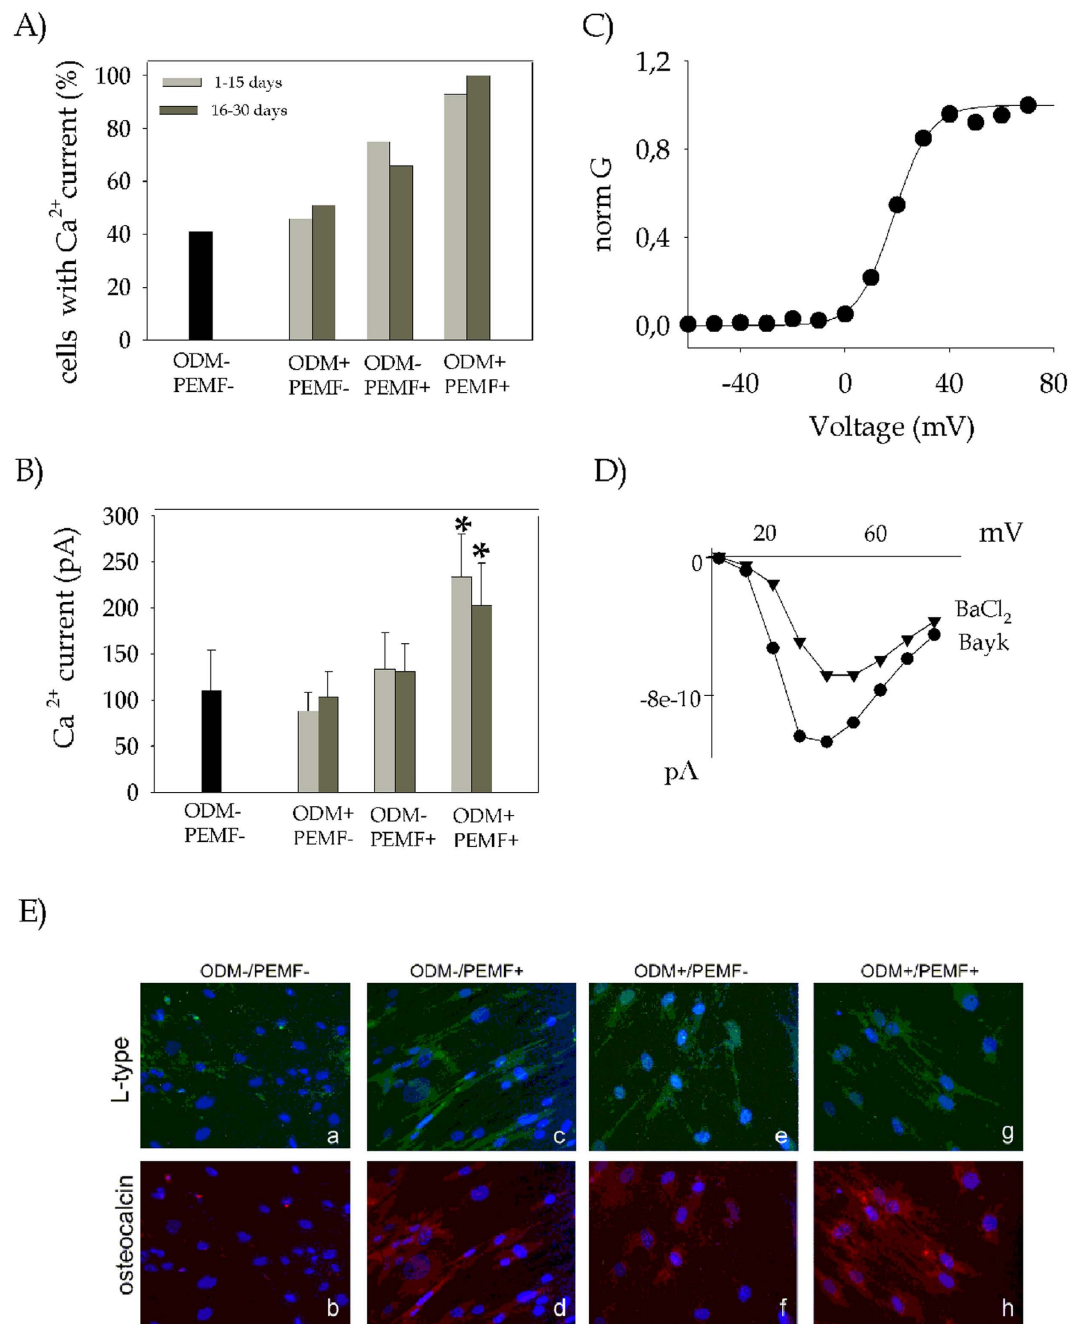 A)
cells with Ca2+ current (%)
100
80
60
40
20
0
1-15 days
16-30 days
ODM-
PEMF-
ODM+
PEMF-
ODM-
PEMF+
ODM+
PEMF+
C)
norm G
1,2
0,8
0,4
0,0
-40
0
40
80
Voltage (mV)
B)
Ca2+ current (pA)
300
250
200
150
100
50
0
*
*
ODM-
PEMF-
ODM+
PEMF-
ODM-
PEMF+
ODM+
PEMF+
D)
20
60
mV
0
BaCl2
Bayk
-8e-10
pA
E)
ODM-/PEMF-
ODM-/PEMF+
ODM+/PEMF-
ODM+/PEMF+
L-type
a
c
e
g
osteocalcin
b
d
f
h